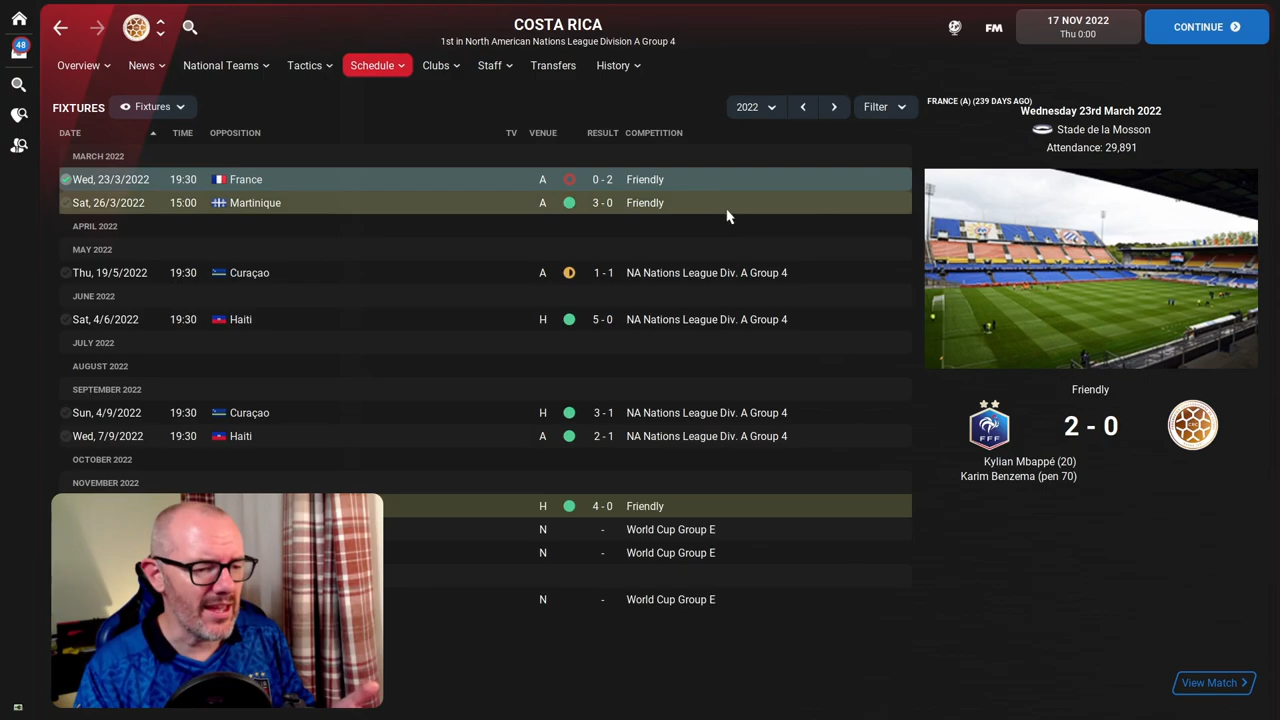 COSTA RICA
1st in North American Nations League Division A Group 4
17 NOV 2022
Thu 0:00
FM
CONTINUE
48
Overview
News
National Teams
Tactics
Schedule
Clubs
Staff
Transfers
History
FIXTURES
Fixtures
2022
Filter
DATE TIME OPPOSITION TV VENUE RESULT COMPETITION
MARCH 2022
Wed, 23/3/2022 19:30 France A 0 - 2 Friendly
Sat, 26/3/2022 15:00 Martinique A 3 - 0 Friendly
APRIL 2022
MAY 2022
Thu, 19/5/2022 19:30 Curaçao A 1 - 1 NA Nations League Div. A Group 4
JUNE 2022
Sat, 4/6/2022 19:30 Haiti H 5 - 0 NA Nations League Div. A Group 4
JULY 2022
AUGUST 2022
SEPTEMBER 2022
Sun, 4/9/2022 19:30 Curaçao H 3 - 1 NA Nations League Div. A Group 4
Wed, 7/9/2022 19:30 Haiti A 2 - 1 NA Nations League Div. A Group 4
OCTOBER 2022
NOVEMBER 2022
H 4 - 0 Friendly
N - World Cup Group E
N - World Cup Group E
N - World Cup Group E
FRANCE (A) (239 DAYS AGO)
Wednesday 23rd March 2022
Stade de la Mosson
Attendance: 29,891
Friendly
FFF
2 - 0
Kylian Mbappé (20)
Karim Benzema (pen 70)
View Match